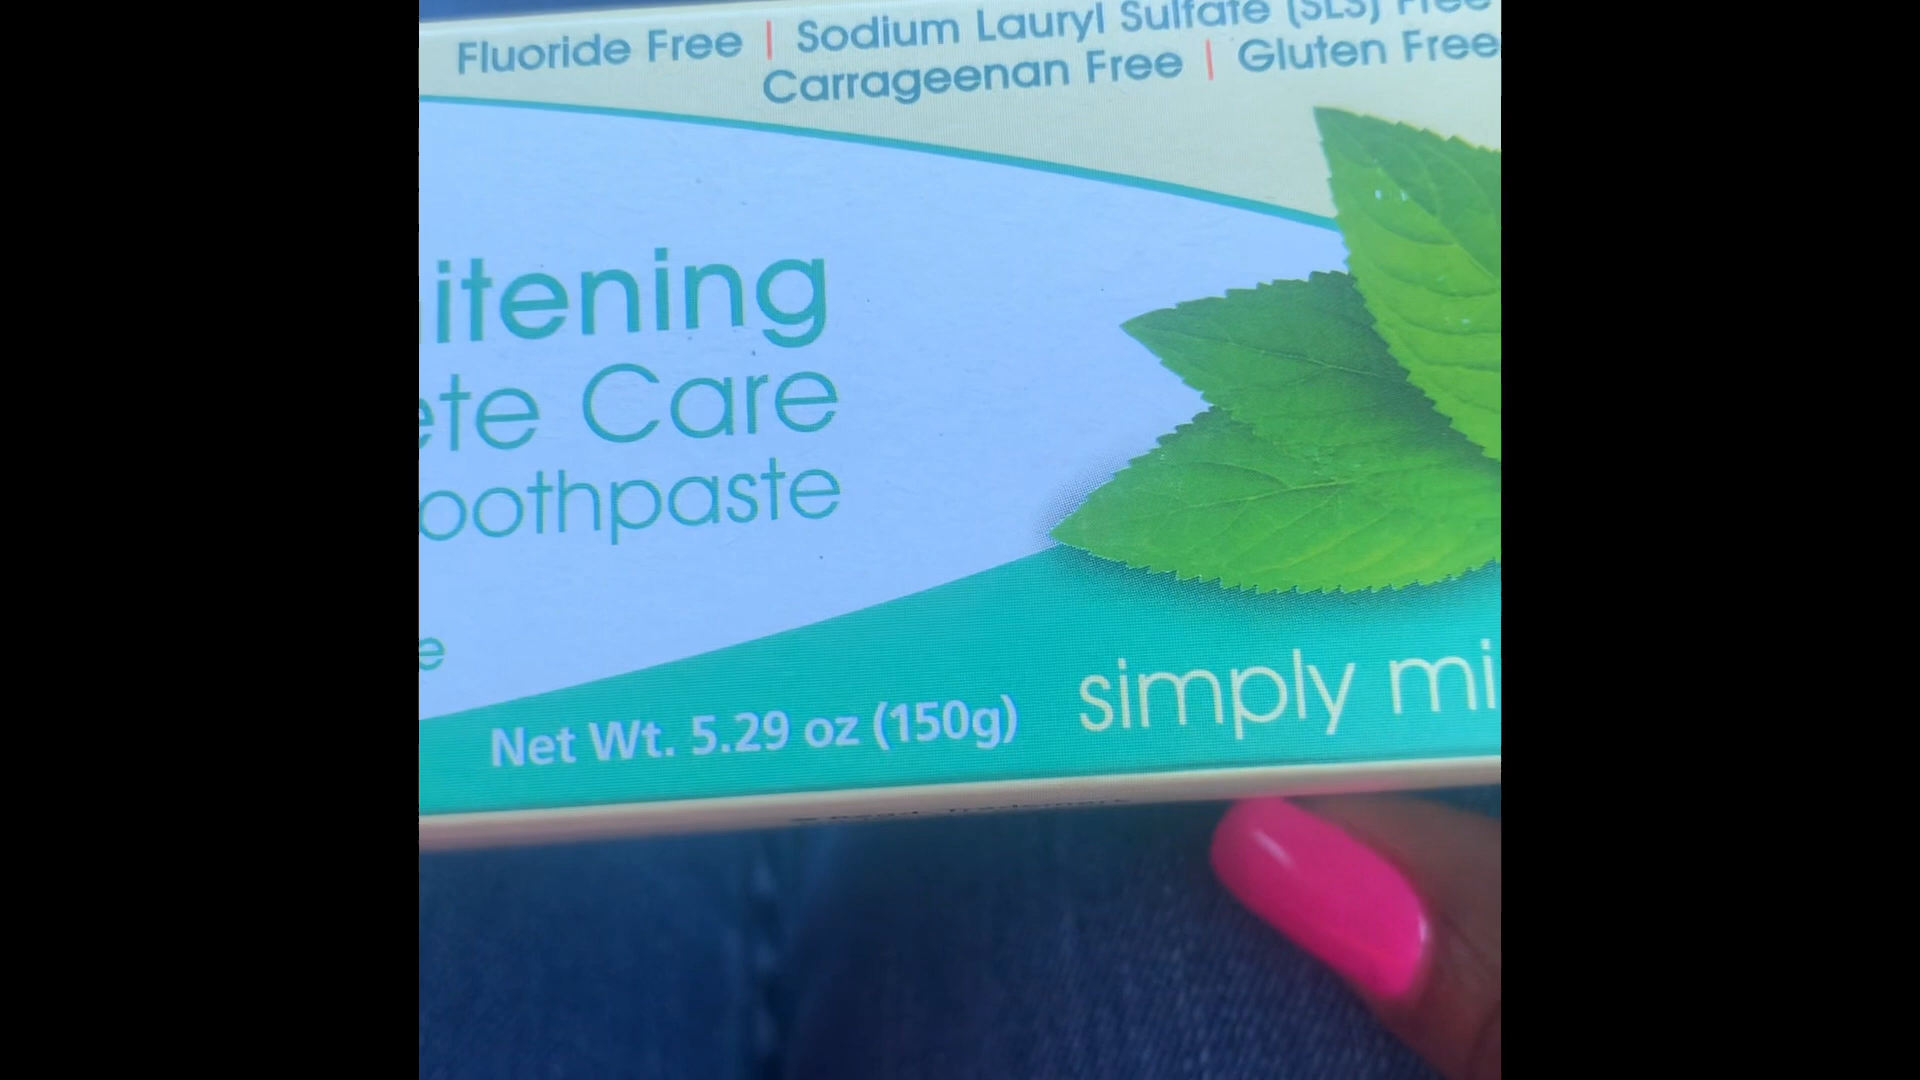 Fluoride Free | Sodium Lauryl Sulfate (SLS) Free
Carrageenan Free | Gluten Free
itening
ete Care
oothpaste
e
Net Wt. 5.29 oz (150g)
simply mi
Trademark